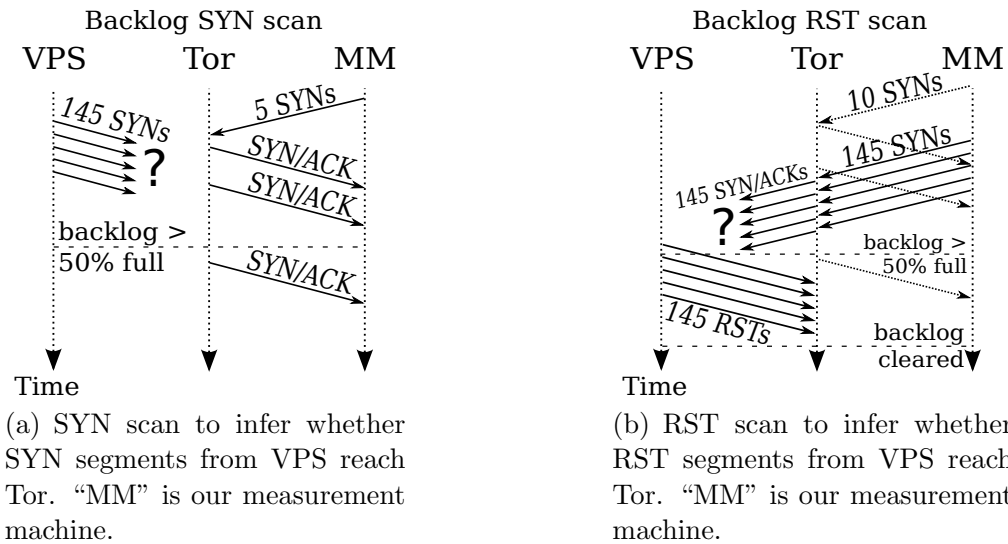 Backlog SYN scan
VPS Tor MM
5 SYNs
145 SYNs
?
SYN/ACK
SYN/ACK
backlog >
50% full
SYN/ACK
Time
(a) SYN scan to infer whether
SYN segments from VPS reach
Tor. “MM” is our measurement
machine.
Backlog RST scan
VPS Tor MM
10 SYNs
145 SYNs
145 SYN/ACKs
?
backlog >
50% full
145 RSTs
backlog
cleared
Time
(b) RST scan to infer whether
RST segments from VPS reach
Tor. “MM” is our measurement
machine.